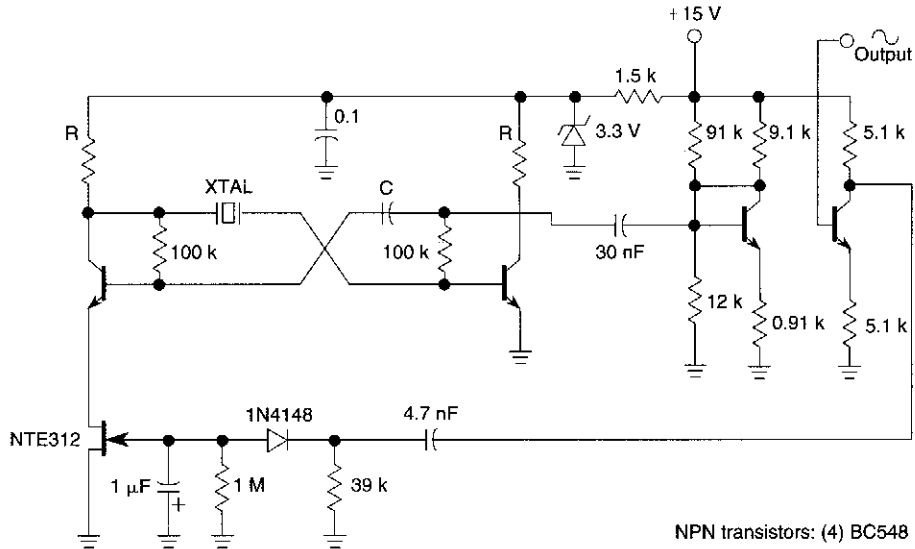 + 15 V
Output
1.5 k
R
0.1
R
3.3 V
91 k
9.1 k
5.1 k
XTAL
C
100 k
100 k
30 nF
12 k
0.91 k
5.1 k
1N4148
4.7 nF
NTE312
1 µF
+
1 M
39 k
NPN transistors: (4) BC548